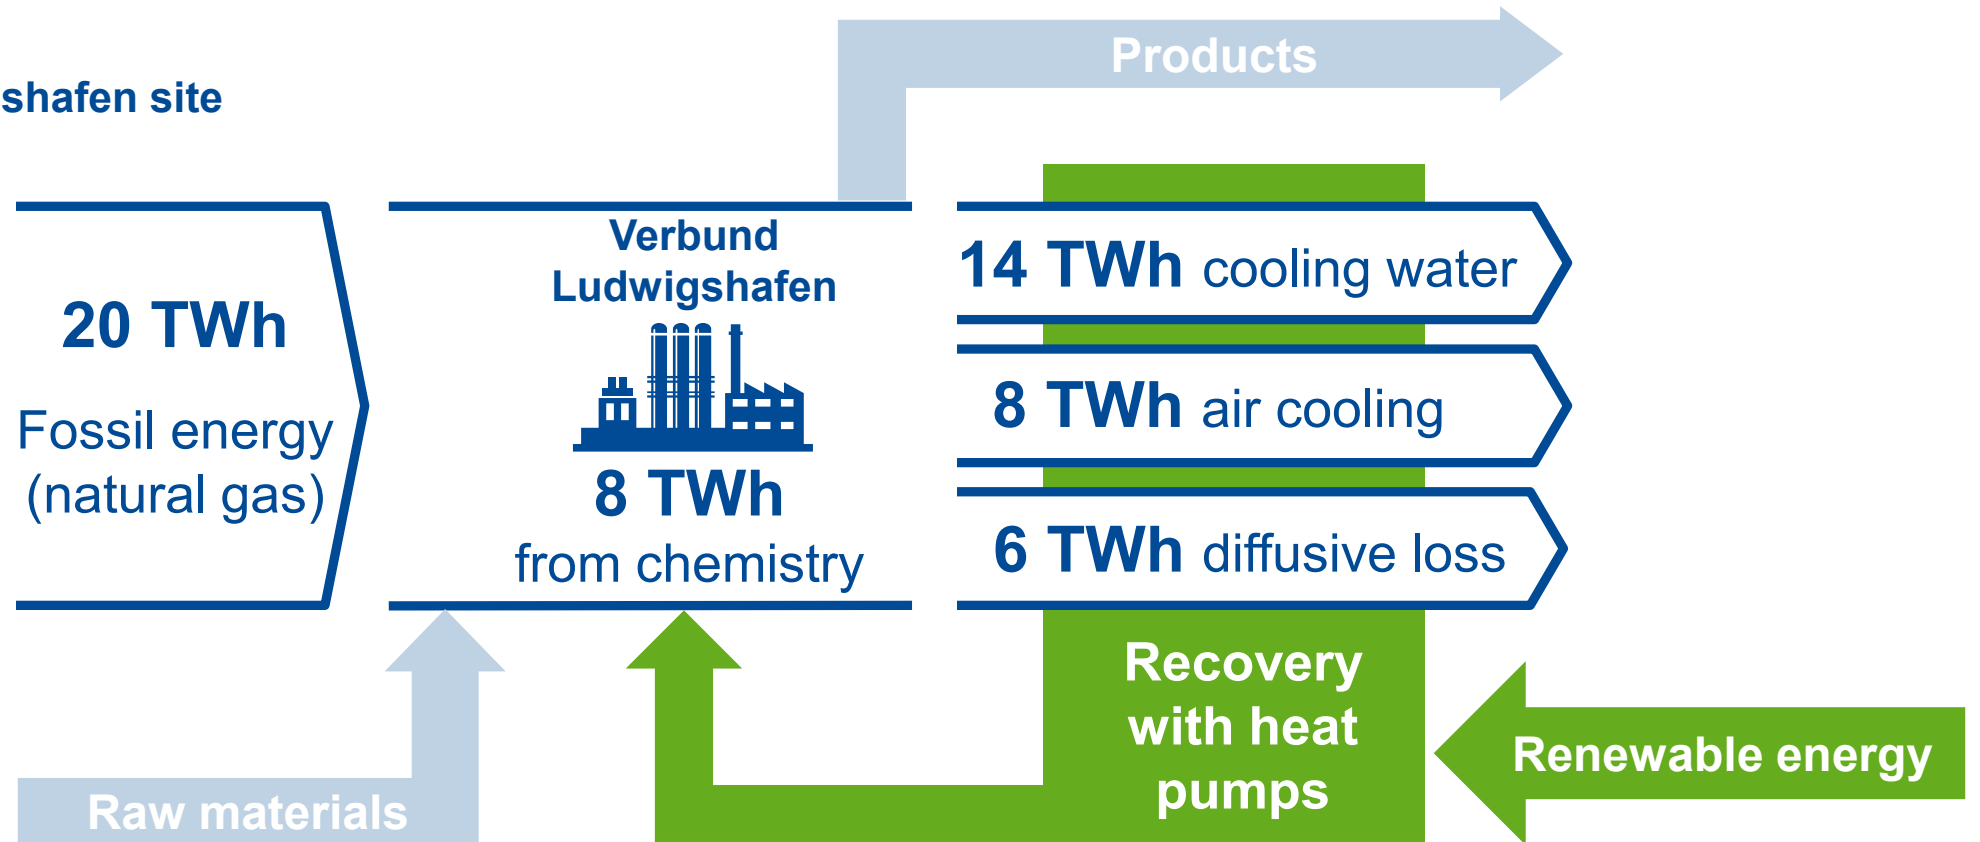 Products
shafen site
20 TWh
Fossil energy
(natural gas)
Verbund
Ludwigshafen
8 TWh
from chemistry
14 TWh cooling water
8 TWh air cooling
6 TWh diffusive loss
Recovery
with heat
pumps
Renewable energy
Raw materials